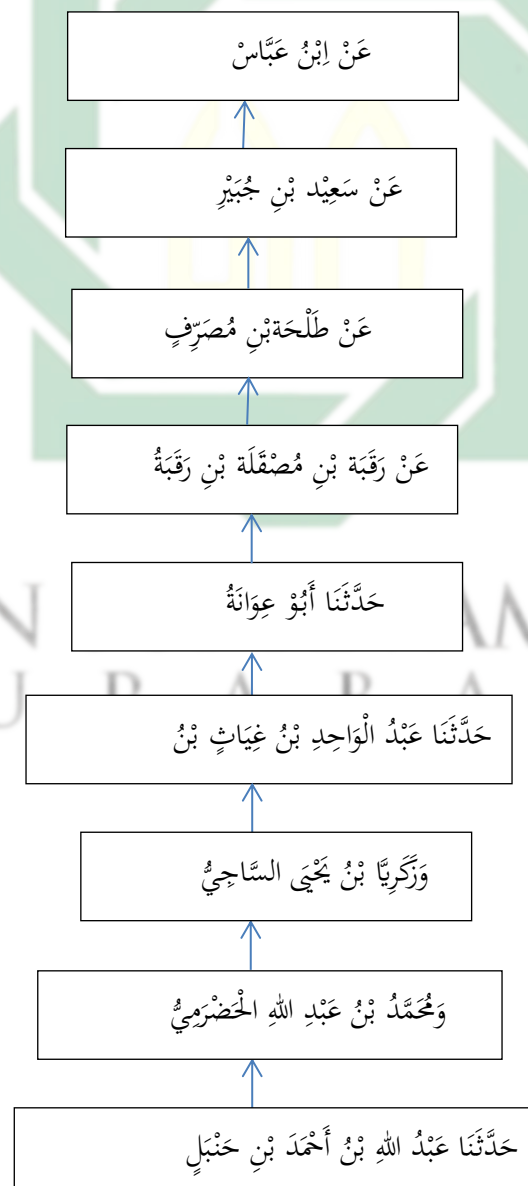 عَنْ اِبْنُ عَبَّاسْ
عَنْ سَعِيْد بْنِ جُبَيْرِ
عَنْ طَلْحَةبْنِ مُصَرِّفٍ
عَنْ رَقَبَة بْنِ مُصْقَلَة بْنِ رَقَبَةُ
حَدَّثَنَا أَبُوْ عِوَانَةُ
حَدَّثَنَا عَبْدُ الْوَاحِدِ بْنُ غِيَاثٍ بْنُ
وَزَكَرِيَّا بْنُ يَحْيَى السَّاجِيُّ
وَمُحَمَّدُ بْنُ عَبْدِ اللهِ الْحَضْرَمِيُّ
حَدَّثَنَا عَبْدُ اللهِ بْنُ أَحْمَدَ بْنِ حَنْبَلٍ